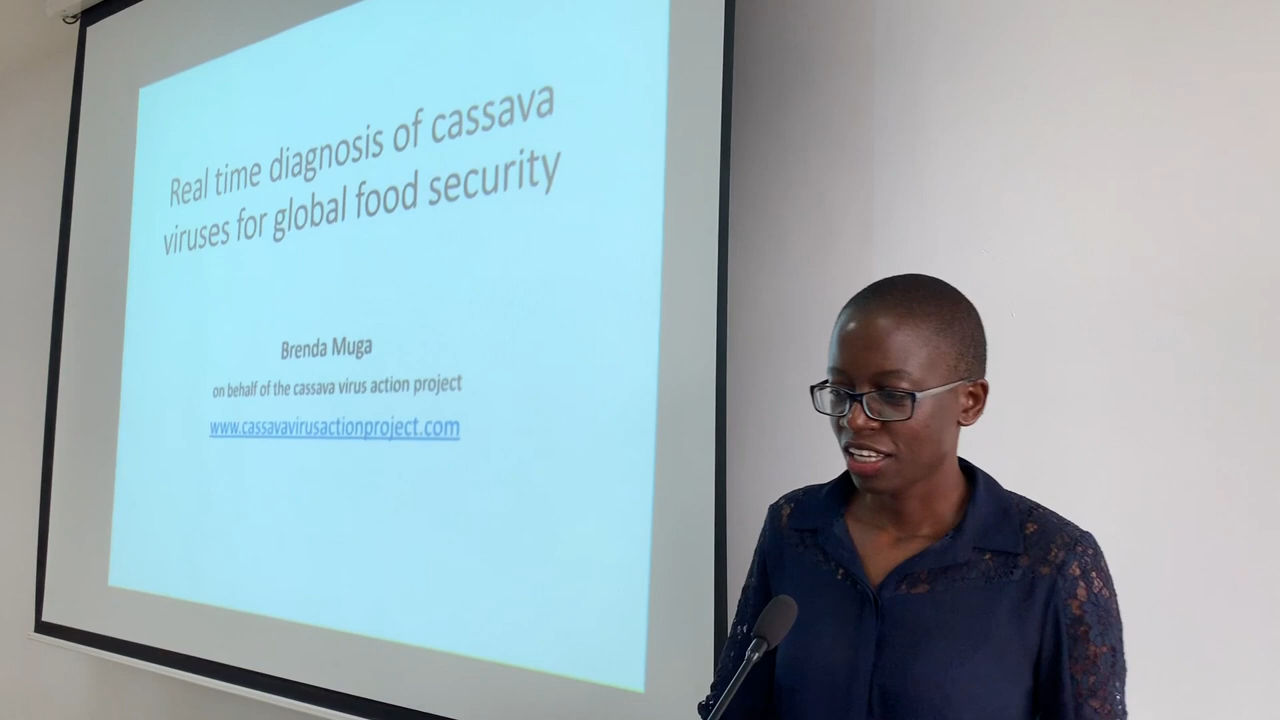 Real time diagnosis of cassava
viruses for global food security
Brenda Muga
on behalf of the cassava virus action project
www.cassavavirusactionproject.com